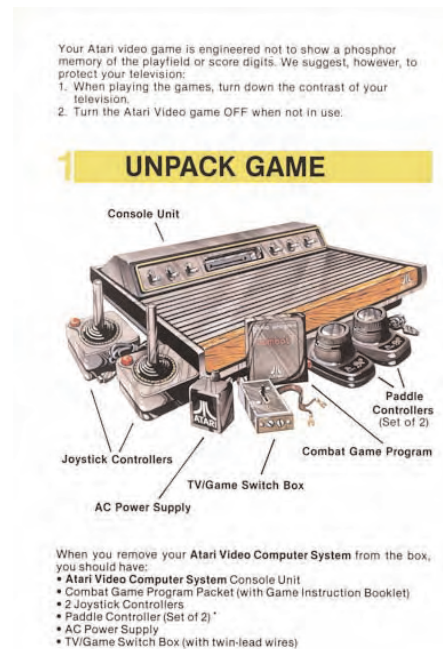 Your Atari video game is engineered not to show a phosphor
memory of the playfield or score digits. We suggest, however, to
protect your television:
1. When playing the games, turn down the contrast of your
television.
2. Turn the Atari Video game OFF when not in use.
1 UNPACK GAME
Console Unit
ATARI
Paddle
Controllers
(Set of 2)
Combat Game Program
Joystick Controllers
TV/Game Switch Box
AC Power Supply
When you remove your Atari Video Computer System from the box,
you should have:
• Atari Video Computer System Console Unit
• Combat Game Program Packet (with Game Instruction Booklet)
• 2 Joystick Controllers
• Paddle Controller (Set of 2)*
• AC Power Supply
• TV/Game Switch Box (with twin-lead wires)